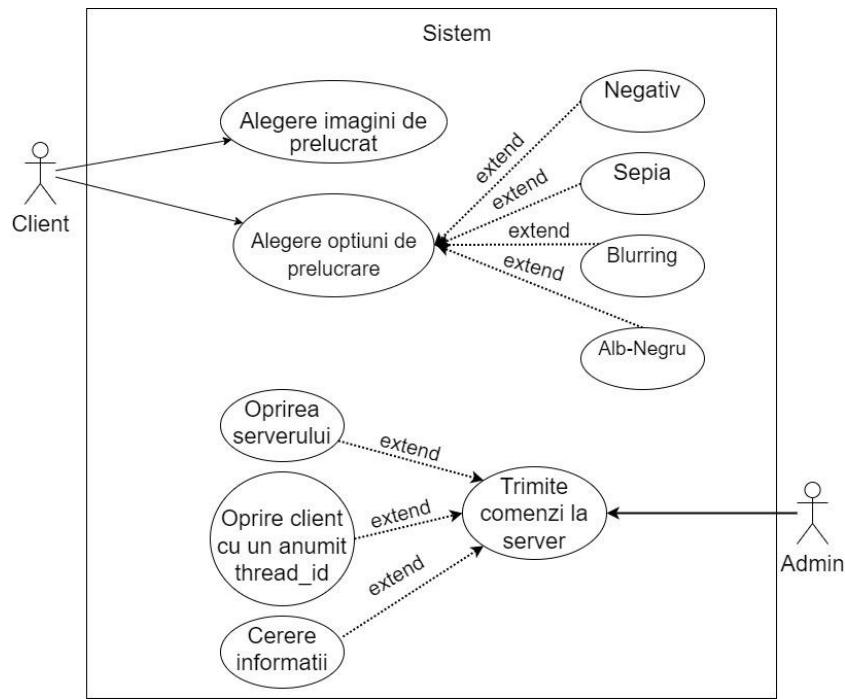 Sistem
Negativ
Alegere imagini de
prelucrat
extend
Sepia
extend
Client
Alegere optiuni de
prelucrare
extend
Blurring
extend
Alb-Negru
Oprirea
serverului
extend
Trimite
comenzi la
server
Oprire client
cu un anumit
thread_id
extend
Admin
extend
Cerere
informatii